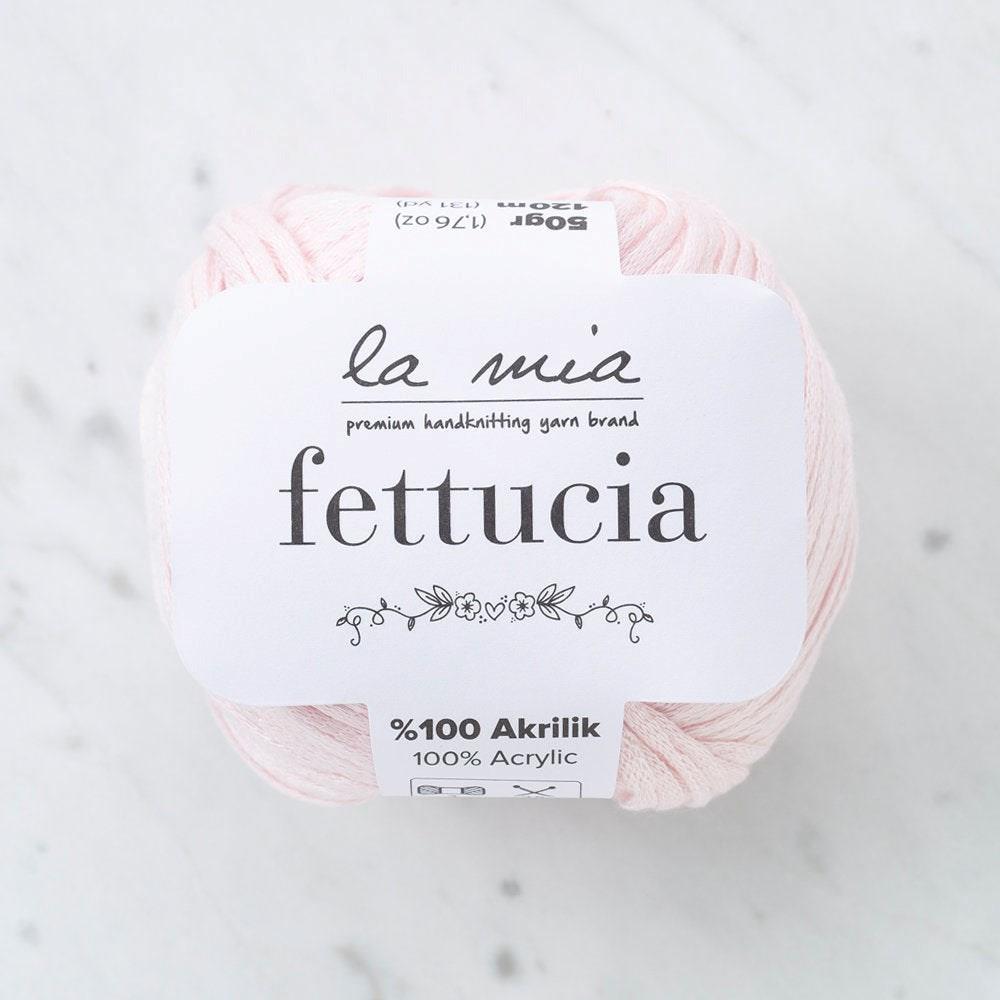 50gr (1,76 oz)
120m (131 yd)
la mia
premium handknitting yarn brand
fettucia
%100 Akrilik
100% Acrylic